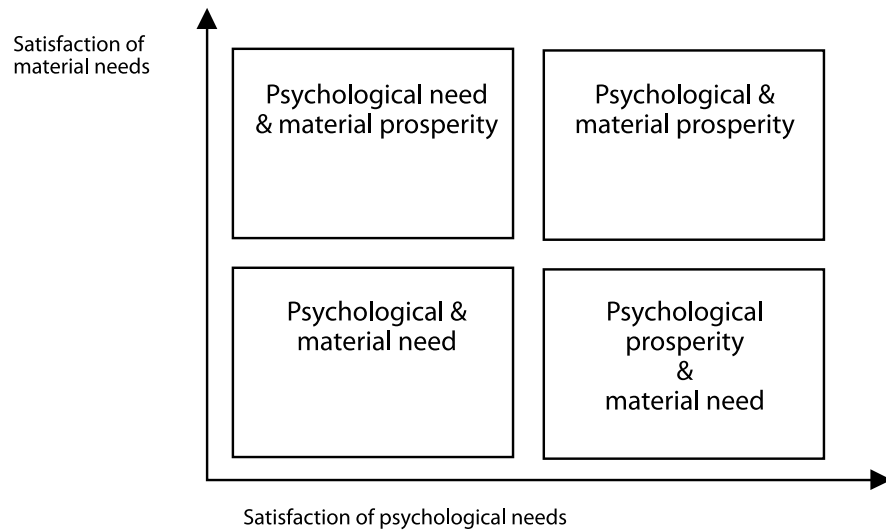 Satisfaction of
material needs
Psychological need
& material prosperity
Psychological &
material prosperity
Psychological &
material need
Psychological
prosperity
&
material need
Satisfaction of psychological needs